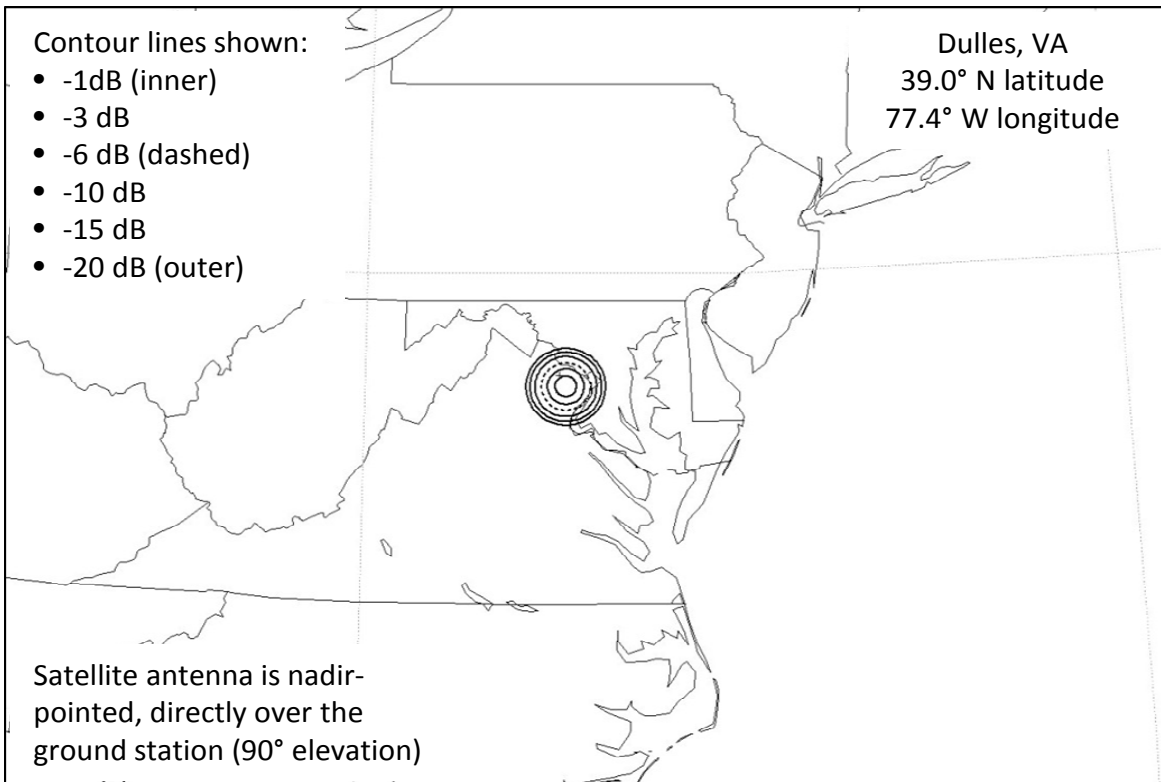 Contour lines shown:
• -1dB (inner)
• -3 dB
• -6 dB (dashed)
• -10 dB
• -15 dB
• -20 dB (outer)
Dulles, VA
39.0° N latitude
77.4° W longitude
Satellite antenna is nadir-
pointed, directly over the
ground station (90° elevation)